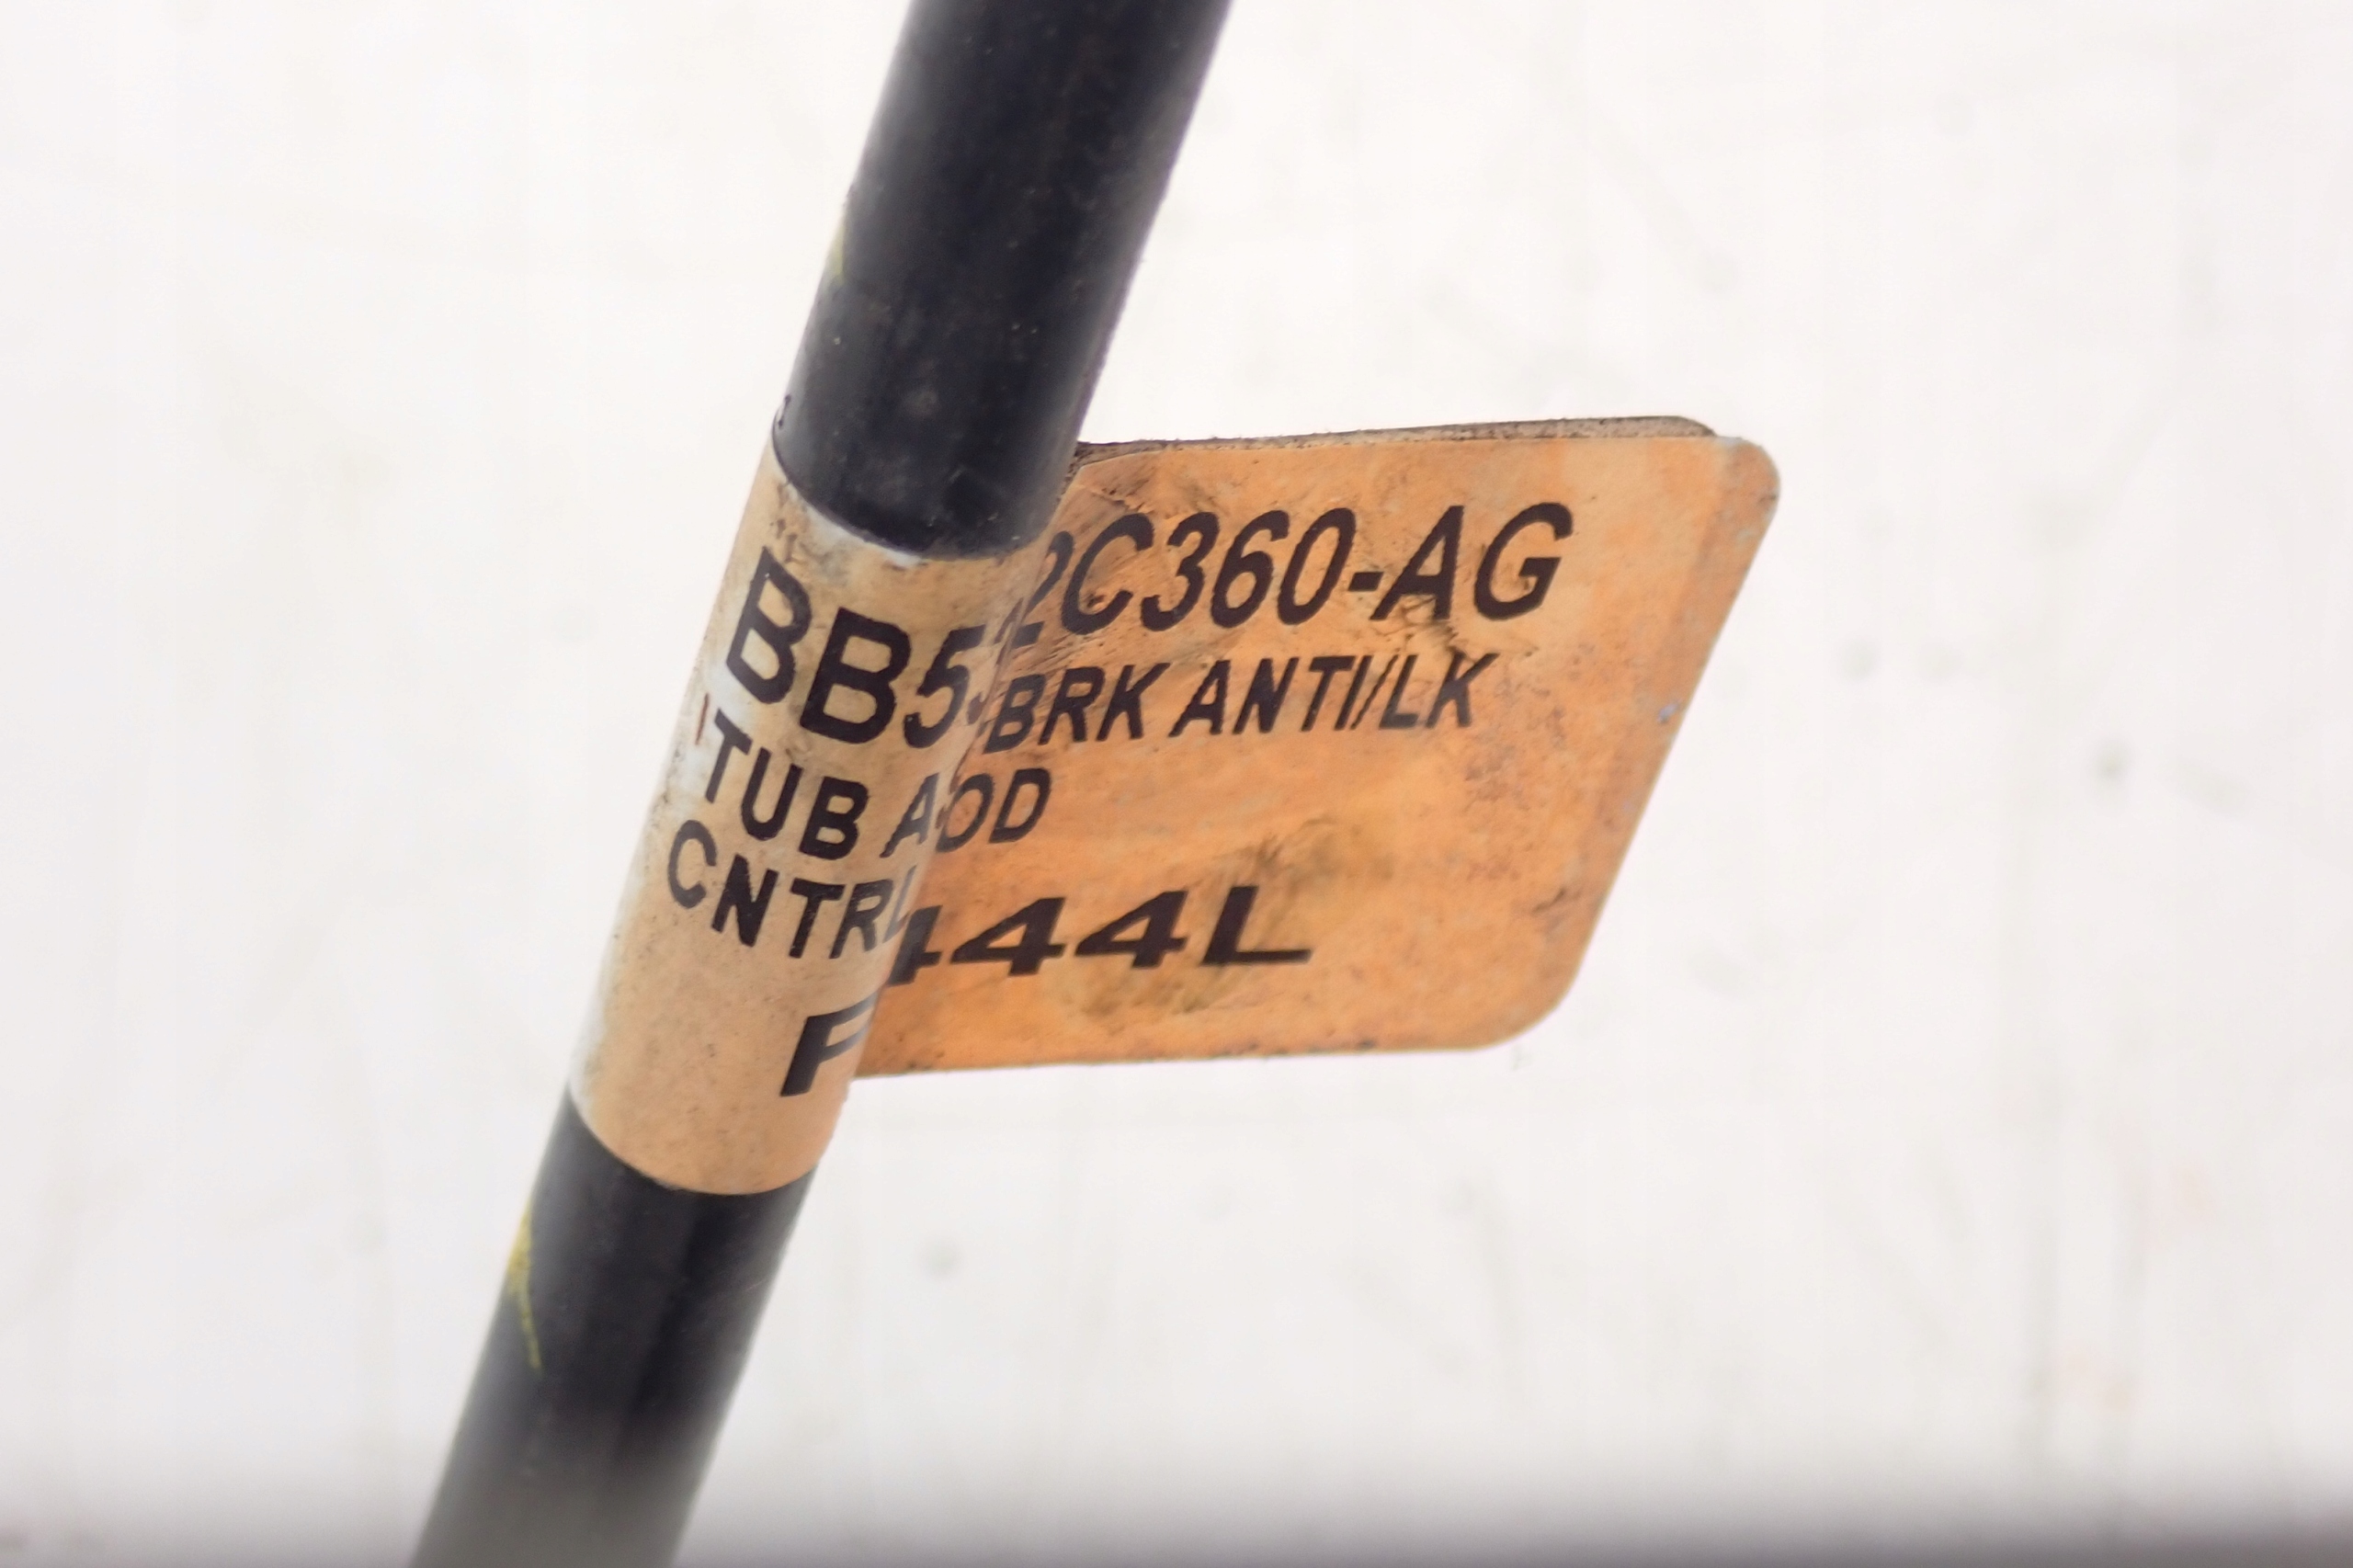 BB5 2C360-AG
TUB A BRK ANTI/LK
CNTRL OD
F 444L